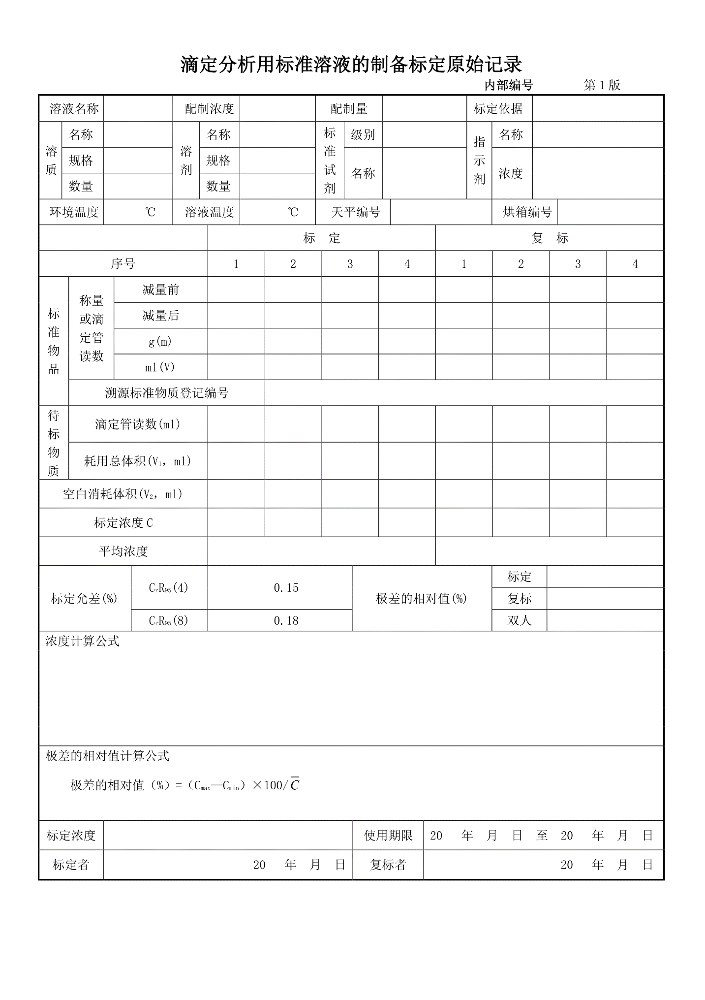 滴定分析用标准溶液的制备标定原始记录
内部编号 第1版
溶液名称 配制浓度 配制量 标定依据
溶质 名称 溶剂 名称 标准试剂 级别 指示剂 名称
规格 规格 名称 浓度
数量 数量
环境温度 ℃ 溶液温度 ℃ 天平编号 烘箱编号
标 定 复 标
序号 1 2 3 4 1 2 3 4
标准物品 称量或滴定管读数 减量前
减量后
g(m)
ml(V)
溯源标准物质登记编号
待标物质 滴定管读数(ml)
耗用总体积(V₁，ml)
空白消耗体积(V₂，ml)
标定浓度C
平均浓度
标定允差(%) CᵣR₉₅(4) 0.15 极差的相对值(%) 标定
复标
CᵣR₉₅(8) 0.18 双人
浓度计算公式
极差的相对值计算公式
极差的相对值（%）=（Cmax—Cmin）×100/C̅
标定浓度 使用期限 20 年 月 日 至 20 年 月 日
标定者 20 年 月 日 复标者 20 年 月 日